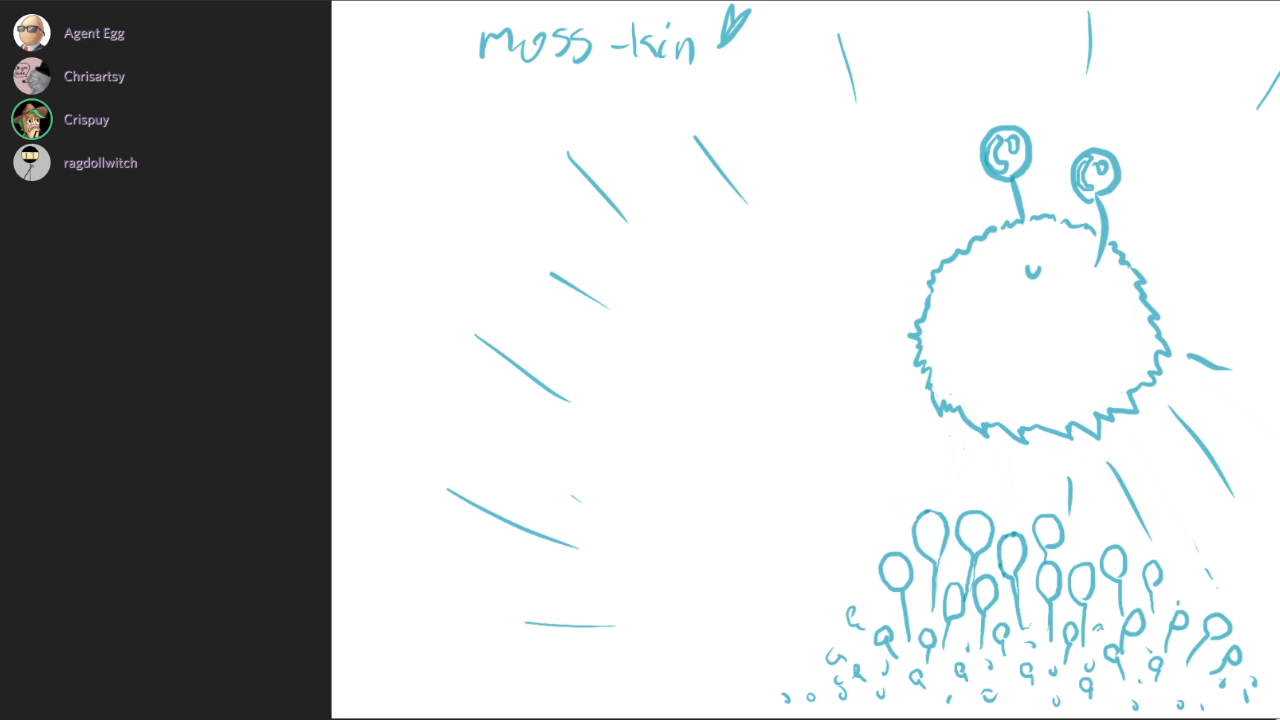 Agent Egg
Chrisartsy
Crispuy
ragdollwitch
moss-kin